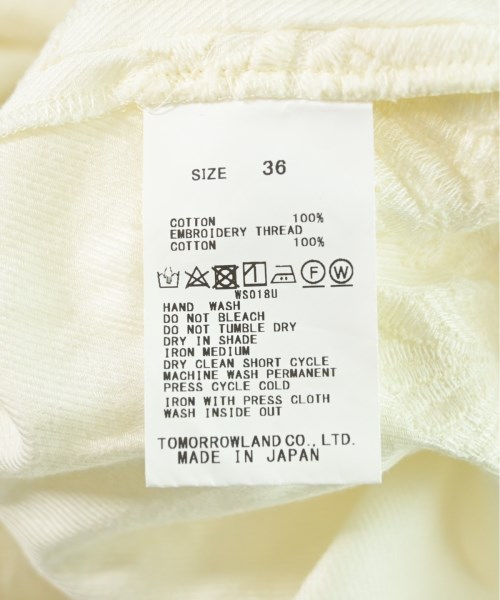 SIZE 36
COTTON 100%
EMBROIDERY THREAD
COTTON 100%
F W
WS018U
HAND WASH
DO NOT BLEACH
DO NOT TUMBLE DRY
DRY IN SHADE
IRON MEDIUM
DRY CLEAN SHORT CYCLE
MACHINE WASH PERMANENT
PRESS CYCLE COLD
IRON WITH PRESS CLOTH
WASH INSIDE OUT
TOMORROWLAND CO., LTD.
MADE IN JAPAN